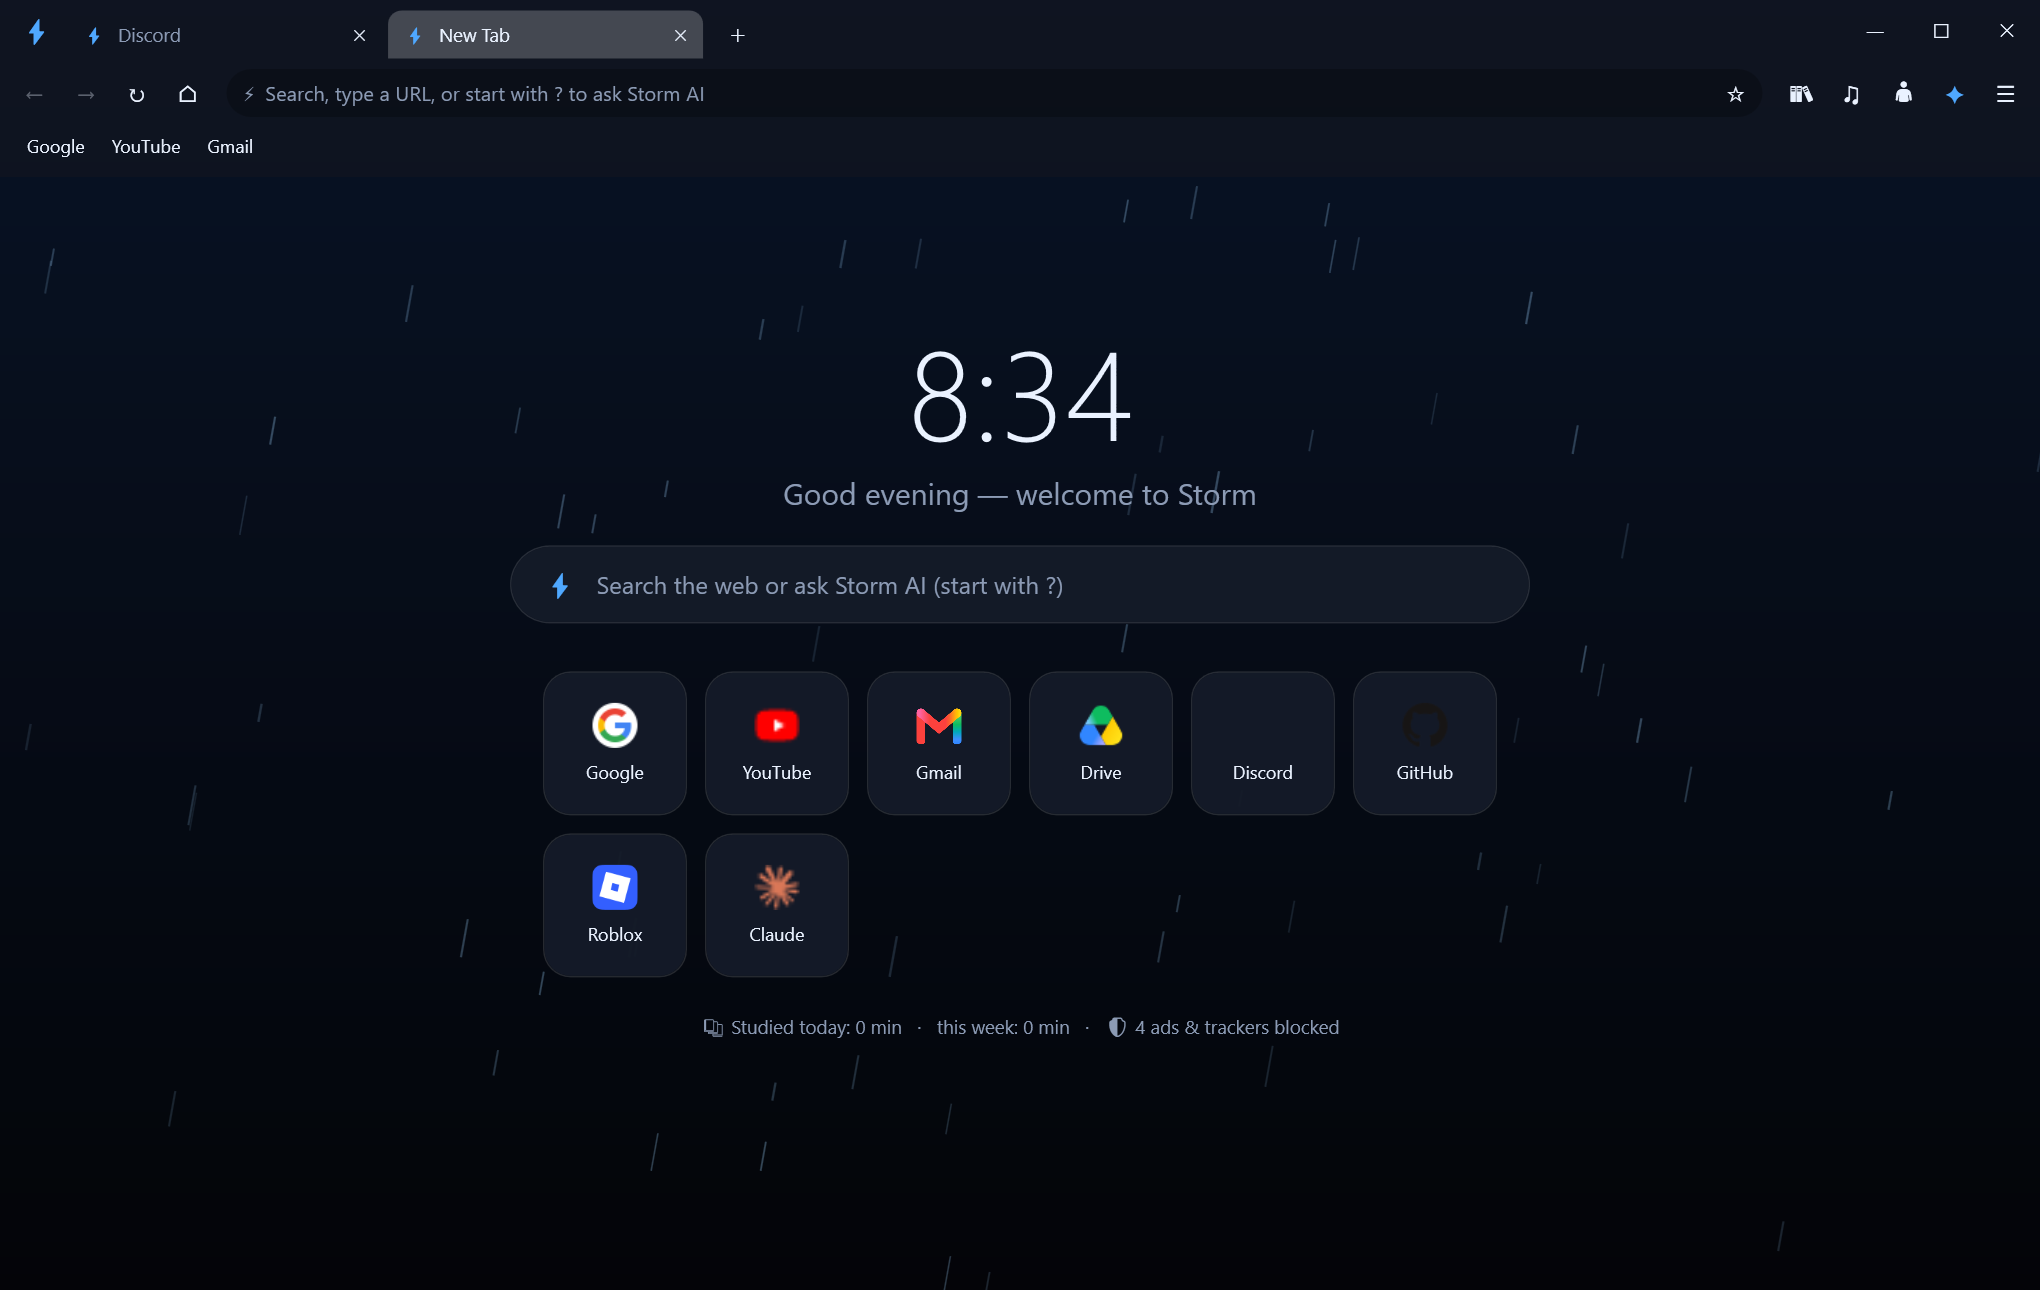 Discord
New Tab
Search, type a URL, or start with ? to ask Storm AI
Google YouTube Gmail
8:34
Good evening — welcome to Storm
Search the web or ask Storm AI (start with ?)
Google
YouTube
Gmail
Drive
Discord
GitHub
Roblox
Claude
Studied today: 0 min · this week: 0 min · 4 ads & trackers blocked